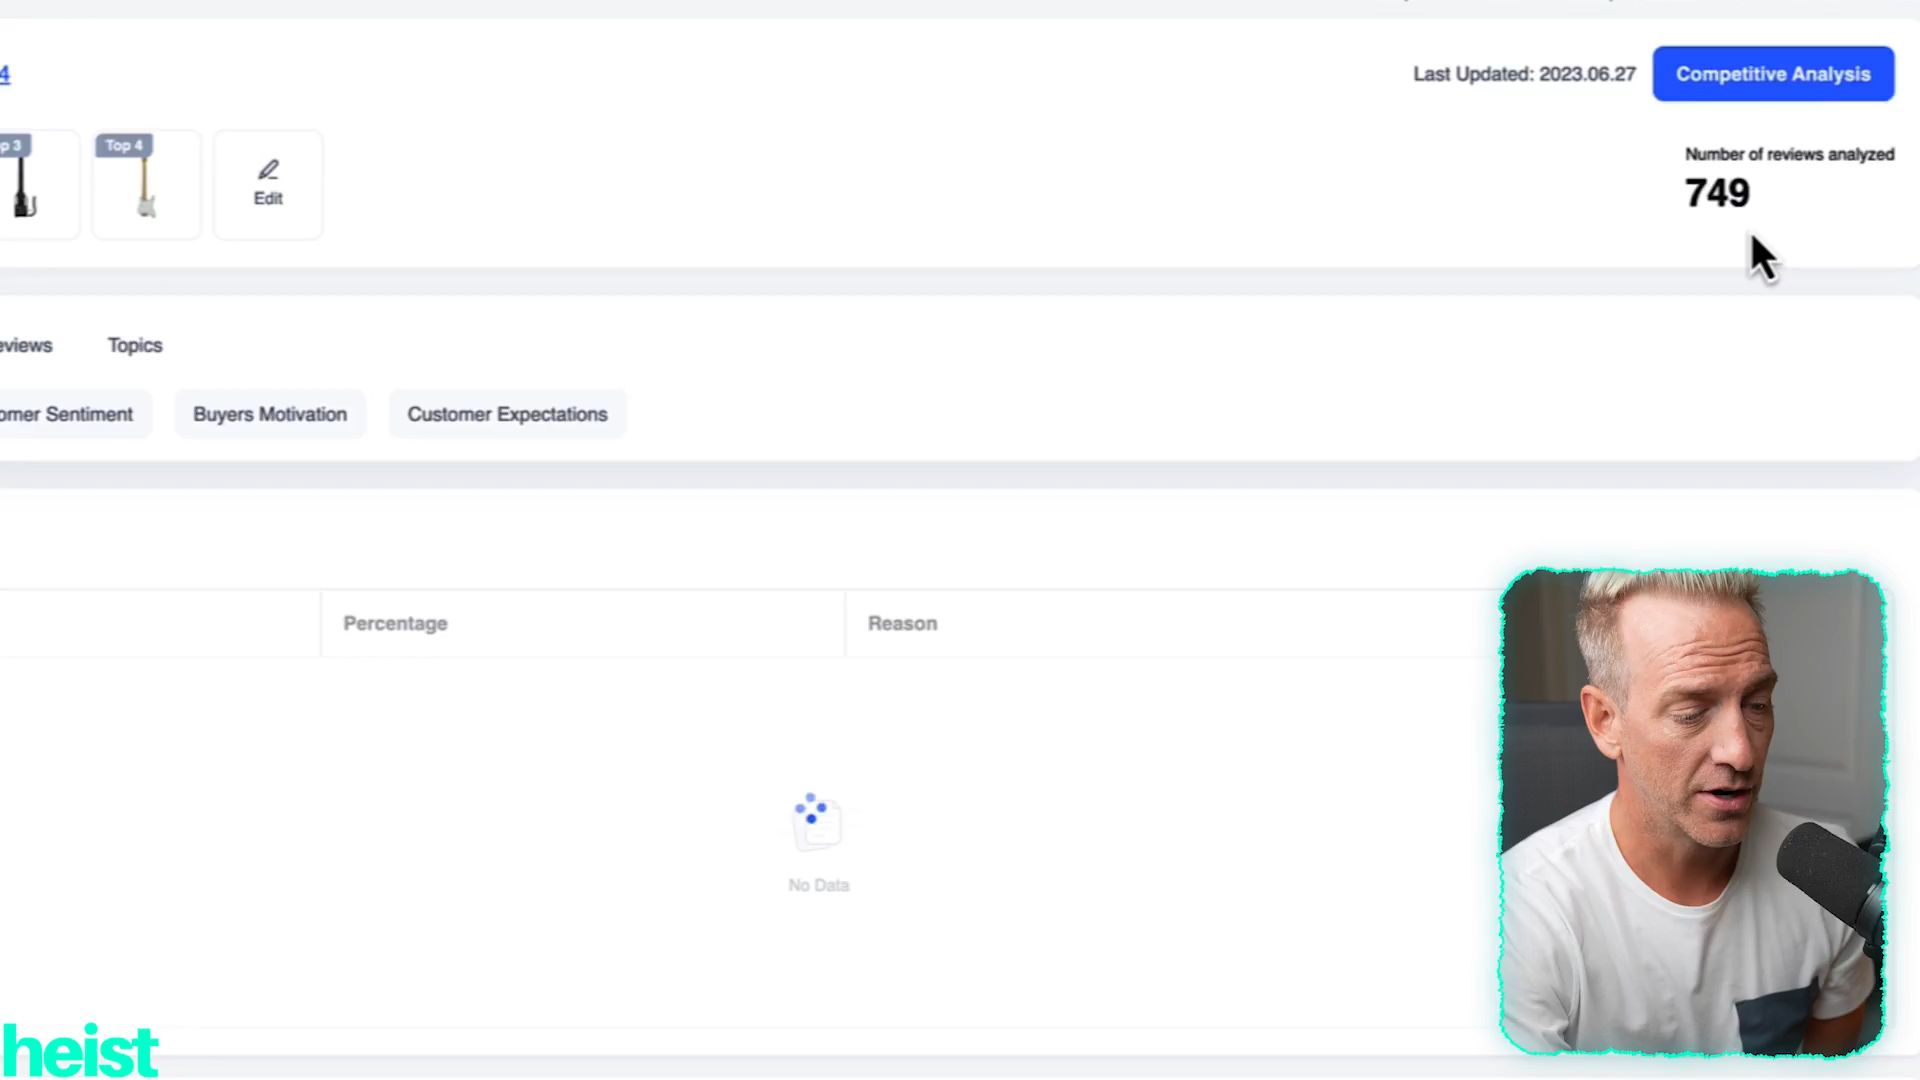 4
Last Updated: 2023.06.27
Competitive Analysis
p 3
Top 4
Edit
Number of reviews analyzed
749
eviews
Topics
omer Sentiment
Buyers Motivation
Customer Expectations
Percentage
Reason
No Data
heist